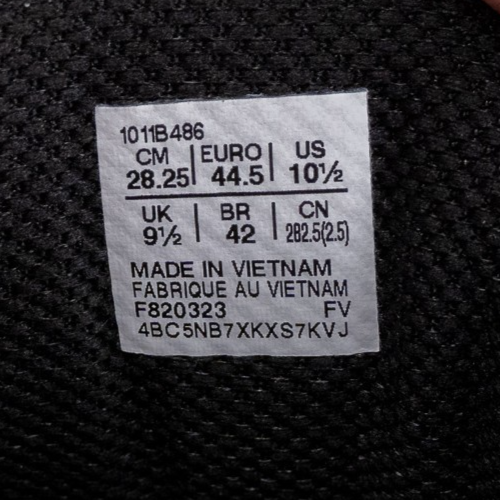 1011B486
CM | EURO | US
28.25 | 44.5 | 10½
UK | BR | CN
9½ | 42 | 282.5(2.5)
MADE IN VIETNAM
FABRIQUE AU VIETNAM
F820323 FV
4BC5NB7XKXS7KVJ